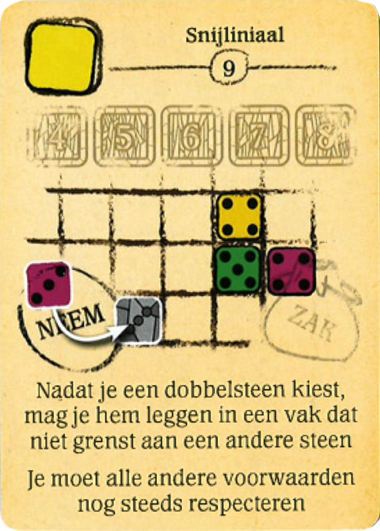 Snijliniaal
9
4 5 6 7 8
NEEM
ZAK
Nadat je een dobbelsteen kiest,
mag je hem leggen in een vak dat
niet grenst aan een andere steen
Je moet alle andere voorwaarden
nog steeds respecteren